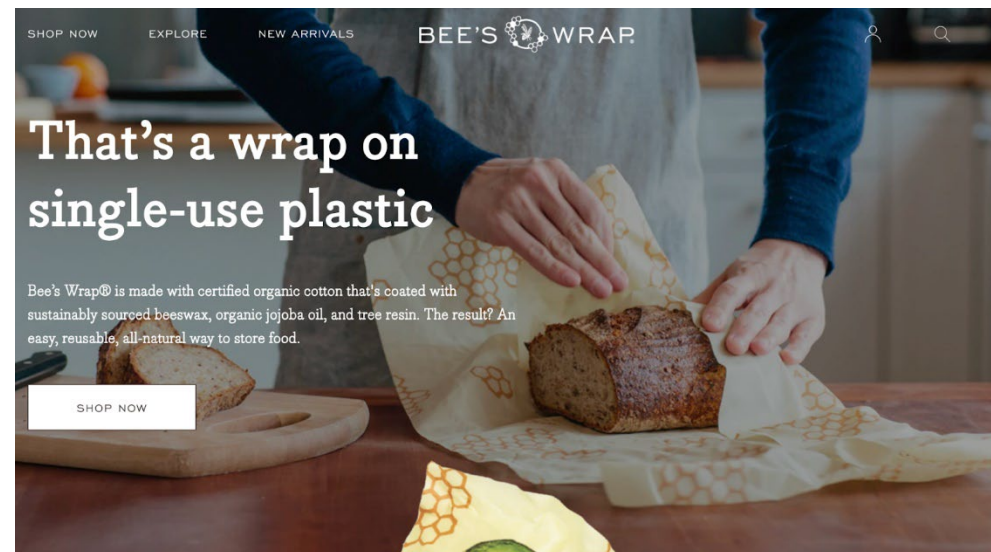 SHOP NOW
EXPLORE
NEW ARRIVALS
BEE'S WRAP®
That’s a wrap on
single-use plastic
Bee’s Wrap® is made with certified organic cotton that's coated with
sustainably sourced beeswax, organic jojoba oil, and tree resin. The result? An
easy, reusable, all-natural way to store food.
SHOP NOW